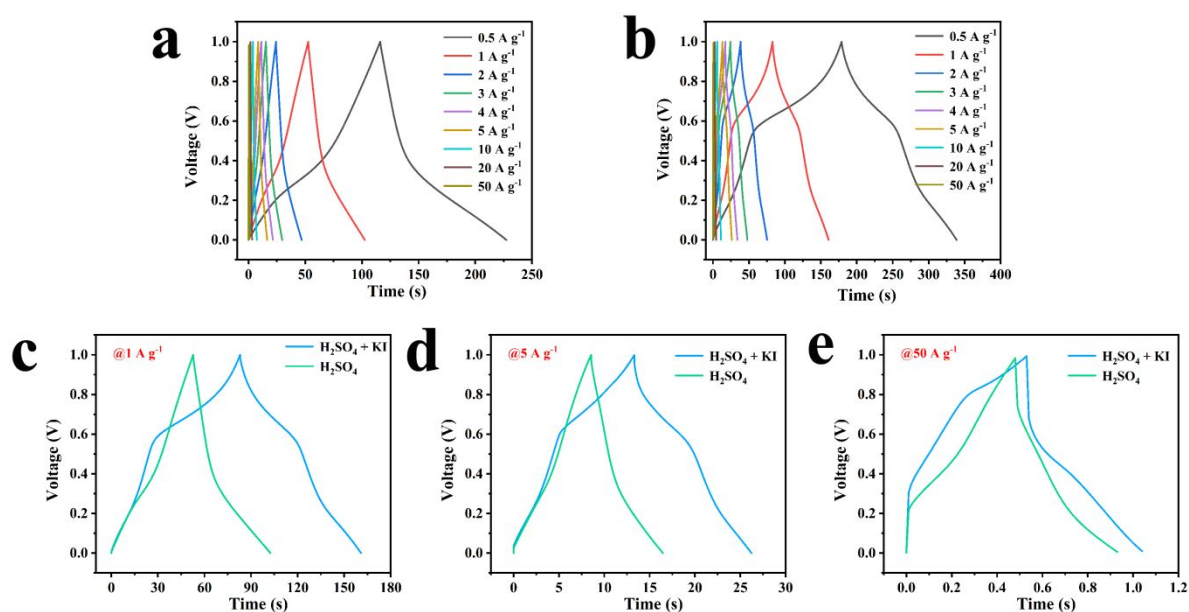 a
0.5 A g⁻¹
1 A g⁻¹
2 A g⁻¹
3 A g⁻¹
4 A g⁻¹
5 A g⁻¹
10 A g⁻¹
20 A g⁻¹
50 A g⁻¹
Voltage (V)
1.0
0.8
0.6
0.4
0.2
0.0
0 50 100 150 200 250
Time (s)
b
0.5 A g⁻¹
1 A g⁻¹
2 A g⁻¹
3 A g⁻¹
4 A g⁻¹
5 A g⁻¹
10 A g⁻¹
20 A g⁻¹
50 A g⁻¹
Voltage (V)
1.0
0.8
0.6
0.4
0.2
0.0
0 50 100 150 200 250 300 350 400
Time (s)
c
@1 A g⁻¹
H₂SO₄ + KI
H₂SO₄
Voltage (V)
1.0
0.8
0.6
0.4
0.2
0.0
0 30 60 90 120 150 180
Time (s)
d
@5 A g⁻¹
H₂SO₄ + KI
H₂SO₄
Voltage (V)
1.0
0.8
0.6
0.4
0.2
0.0
0 5 10 15 20 25 30
Time (s)
e
@50 A g⁻¹
H₂SO₄ + KI
H₂SO₄
Voltage (V)
1.0
0.8
0.6
0.4
0.2
0.0
0.0 0.2 0.4 0.6 0.8 1.0 1.2
Time (s)